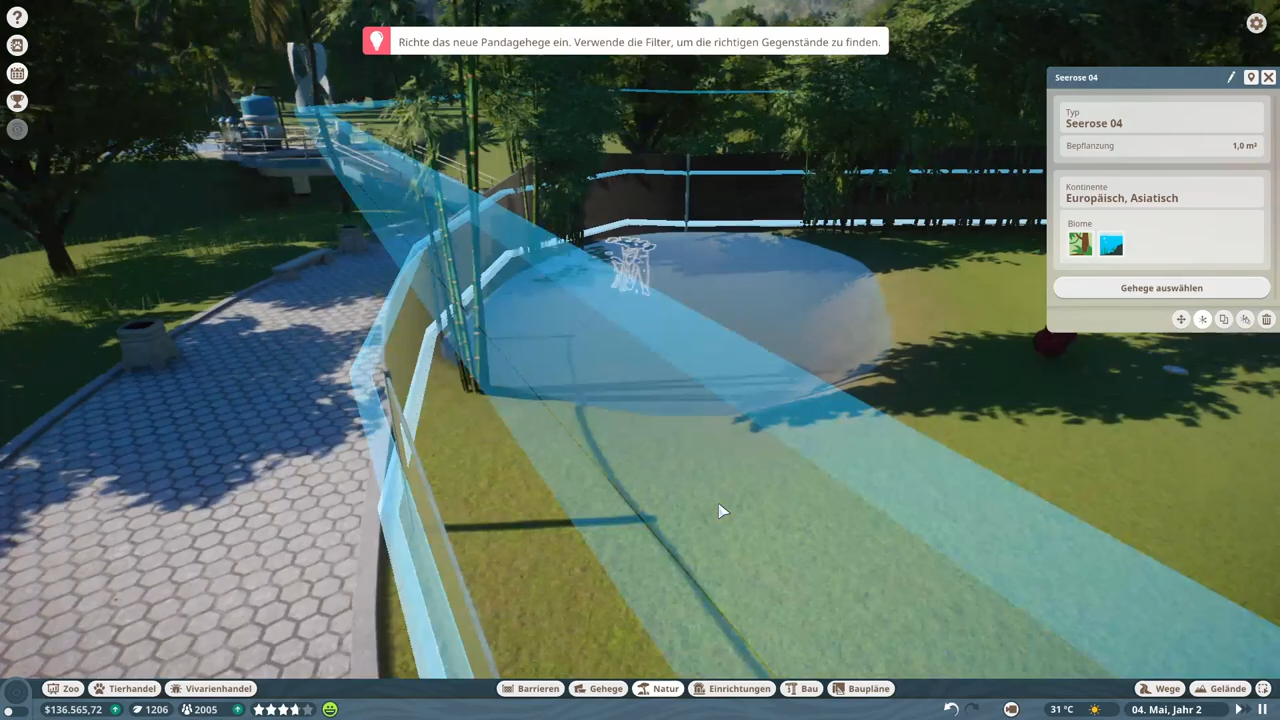 Richte das neue Pandagehege ein. Verwende die Filter, um die richtigen Gegenstände zu finden.
Seerose 04
Typ
Seerose 04
Bepflanzung 1,0 m²
Kontinente
Europäisch, Asiatisch
Biome
Gehege auswählen
Zoo Tierhandel Vivarienhandel Barrieren Gehege Natur Einrichtungen Bau Baupläne Wege Gelände
$136.565,72 1206 2005 31 °C 04. Mai, Jahr 2